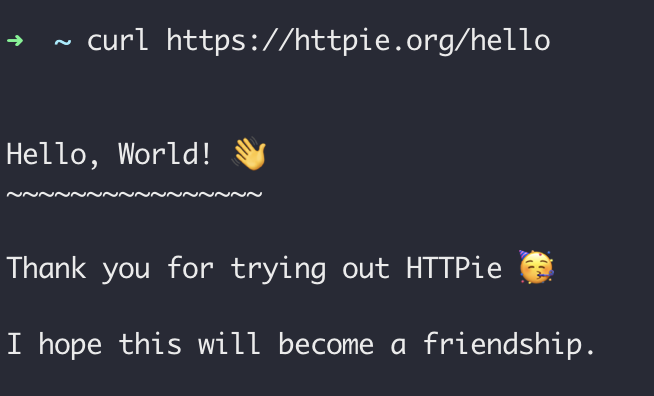 ➜ ~ curl https://httpie.org/hello
Hello, World! 👋
~~~~~~~~~~~~~~~~
Thank you for trying out HTTPie 🥳
I hope this will become a friendship.